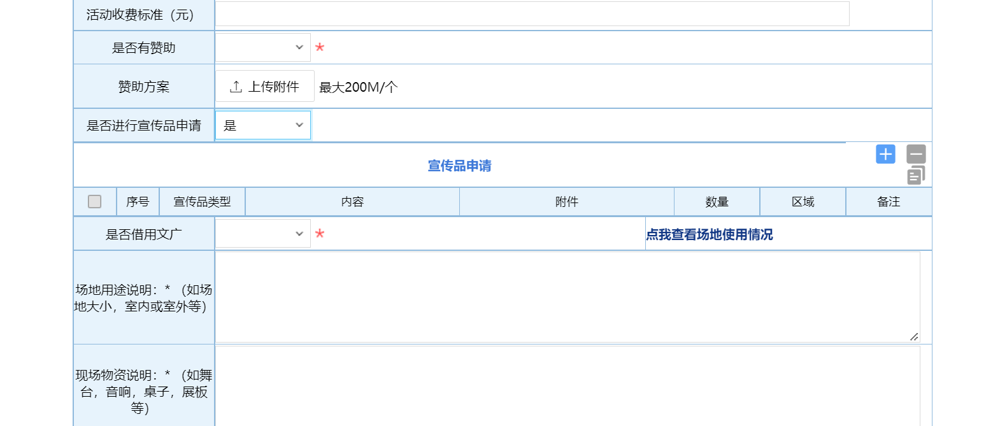 活动收费标准（元）
是否有赞助 *
赞助方案 上传附件 最大200M/个
是否进行宣传品申请 是
宣传品申请
序号 宣传品类型 内容 附件 数量 区域 备注
是否借用文广 * 点我查看场地使用情况
场地用途说明：* （如场
地大小，室内或室外等）
现场物资说明：* （如舞
台，音响，桌子，展板
等）